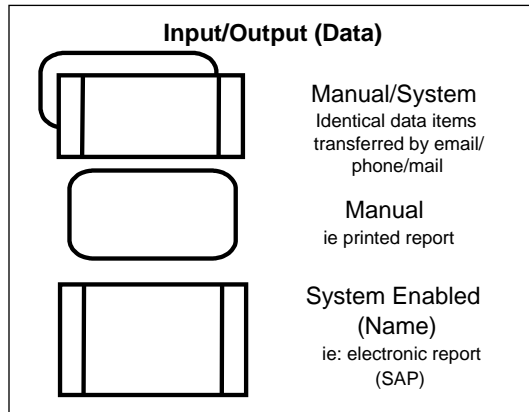 Input/Output (Data)
Manual/System
Identical data items
transferred by email/
phone/mail
Manual
ie printed report
System Enabled
(Name)
ie: electronic report
(SAP)